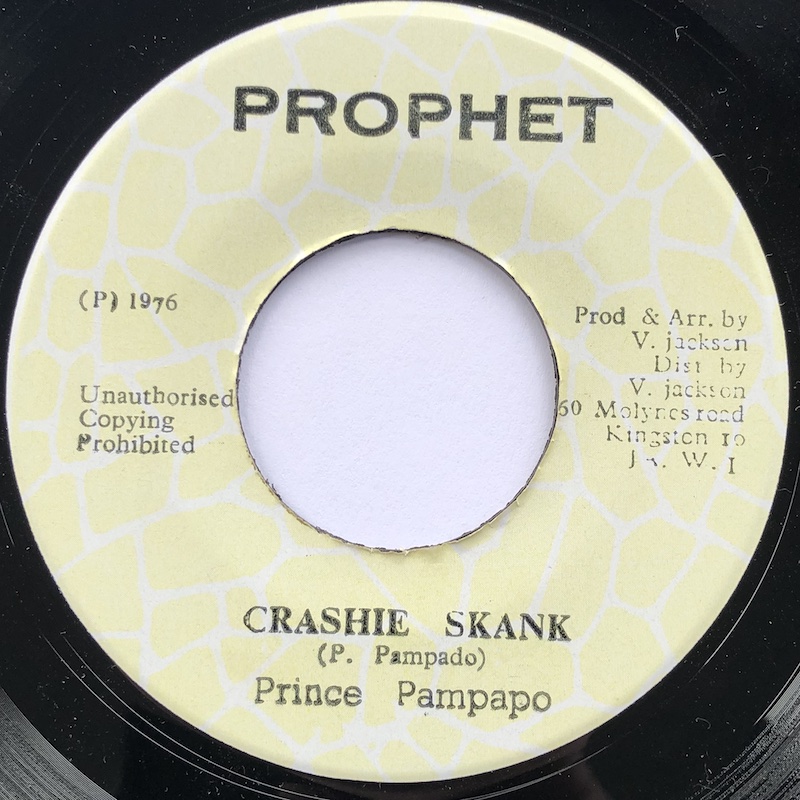 PROPHET
(P) 1976
Unauthorised
Copying
Prohibited
Prod & Arr. by
V. jackson
Dist by
V. jackson
60 Molynes road
Kingston 10
JA. W. I
CRASHIE SKANK
(P. Pampado)
Prince Pampapo